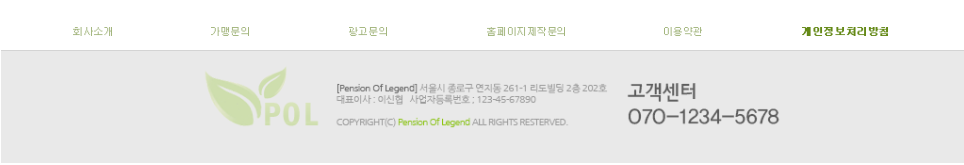 회사소개 가맹문의 광고문의 홈페이지제작문의 이용약관 개인정보처리방침
POL
[Pension Of Legend] 서울시 종로구 연지동 261-1 리도빌딩 2층 202호
대표이사 : 이신협 사업자등록번호 ; 123-45-67890
COPYRIGHT(C) Pension Of Legend ALL RIGHTS RESTERVED.
고객센터
070-1234-5678